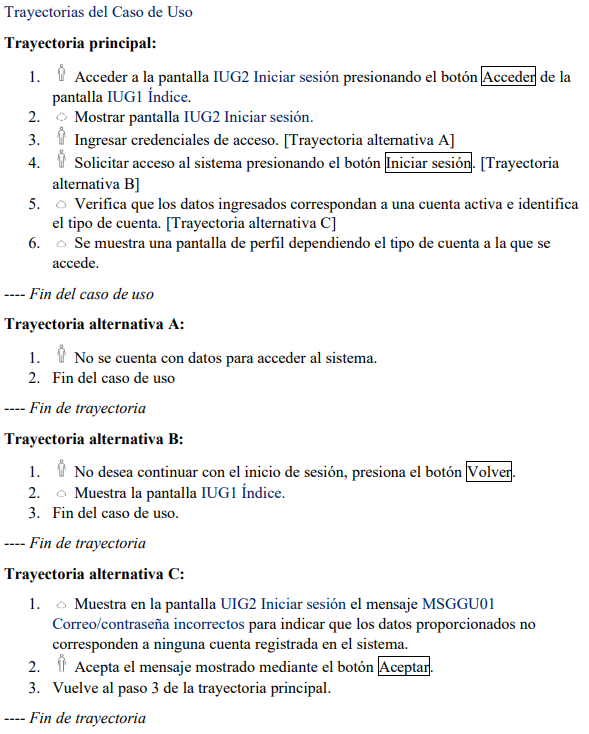 Trayectorias del Caso de Uso
Trayectoria principal:
1. Acceder a la pantalla IUG2 Iniciar sesión presionando el botón Acceder de la
pantalla IUG1 Índice.
2. Mostrar pantalla IUG2 Iniciar sesión.
3. Ingresar credenciales de acceso. [Trayectoria alternativa A]
4. Solicitar acceso al sistema presionando el botón Iniciar sesión. [Trayectoria
alternativa B]
5. Verifica que los datos ingresados correspondan a una cuenta activa e identifica
el tipo de cuenta. [Trayectoria alternativa C]
6. Se muestra una pantalla de perfil dependiendo el tipo de cuenta a la que se
accede.
---- Fin del caso de uso
Trayectoria alternativa A:
1. No se cuenta con datos para acceder al sistema.
2. Fin del caso de uso
---- Fin de trayectoria
Trayectoria alternativa B:
1. No desea continuar con el inicio de sesión, presiona el botón Volver.
2. Muestra la pantalla IUG1 Índice.
3. Fin del caso de uso.
---- Fin de trayectoria
Trayectoria alternativa C:
1. Muestra en la pantalla UIG2 Iniciar sesión el mensaje MSGGU01
Correo/contraseña incorrectos para indicar que los datos proporcionados no
corresponden a ninguna cuenta registrada en el sistema.
2. Acepta el mensaje mostrado mediante el botón Aceptar.
3. Vuelve al paso 3 de la trayectoria principal.
---- Fin de trayectoria